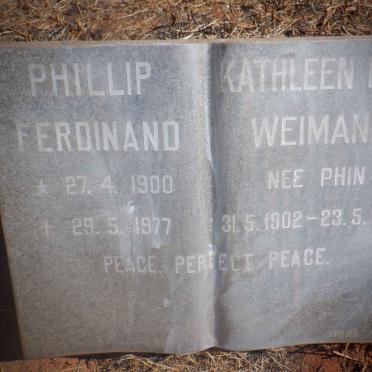 PHILLIP
FERDINAND
* 27. 4. 1900
+ 29. 5. 1977
KATHLEEN
WEIMAN
NEE PHIN
31.5.1902 – 23.5.
PEACE, PERFECT PEACE.